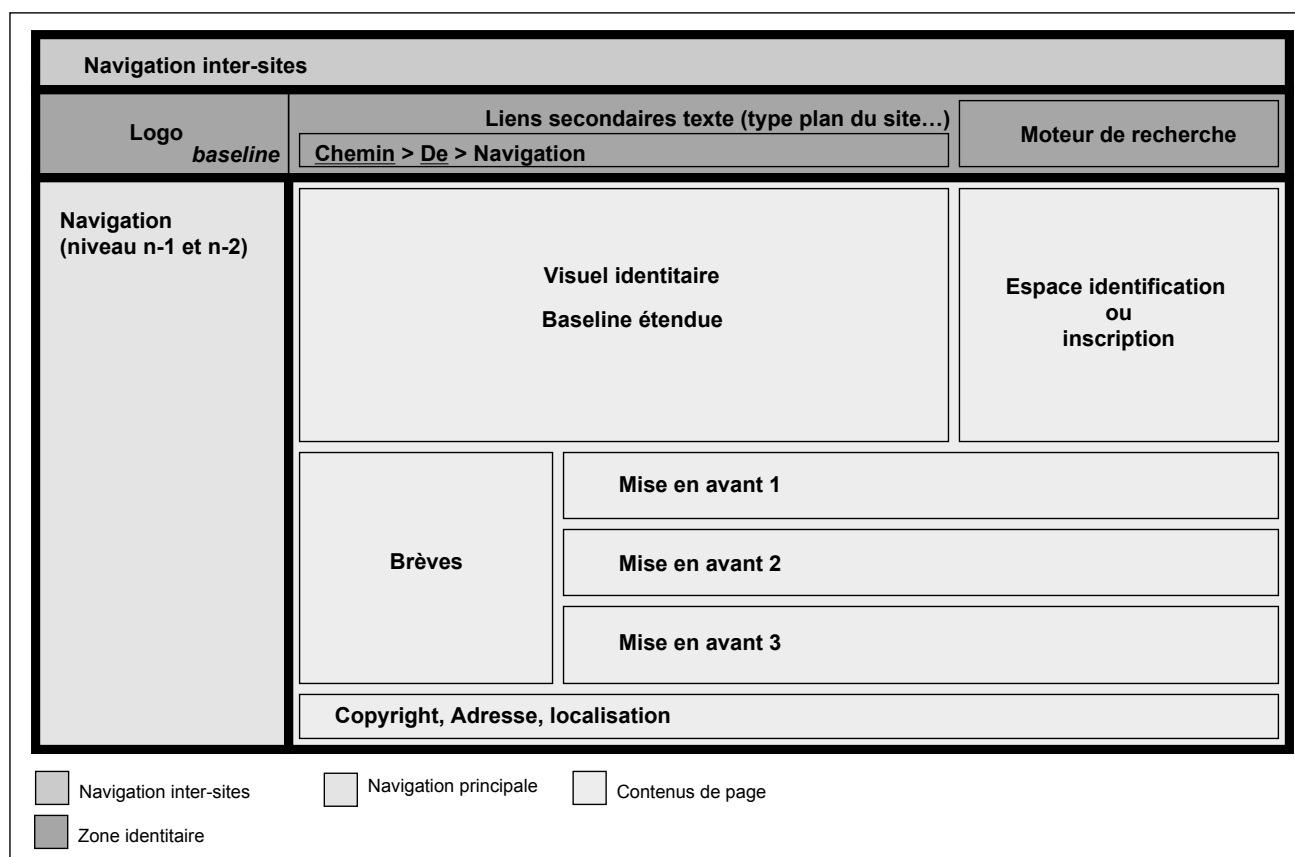 Navigation inter-sites
Logo
baseline
Liens secondaires texte (type plan du site…)
Chemin > De > Navigation
Moteur de recherche
Navigation
(niveau n-1 et n-2)
Visuel identitaire
Baseline étendue
Espace identification
ou
inscription
Brèves
Mise en avant 1
Mise en avant 2
Mise en avant 3
Copyright, Adresse, localisation
Navigation inter-sites
Navigation principale
Contenus de page
Zone identitaire